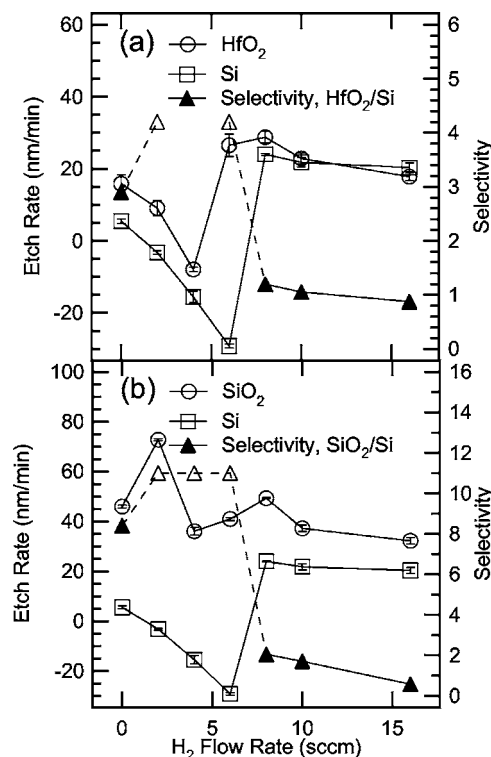 60
40
20
0
-20
Etch Rate (nm/min)
(a)
HfO₂
Si
Selectivity, HfO₂/Si
6
5
4
3
2
1
0
Selectivity
100
80
60
40
20
0
-20
Etch Rate (nm/min)
(b)
SiO₂
Si
Selectivity, SiO₂/Si
16
14
12
10
8
6
4
2
0
Selectivity
0 5 10 15
H₂ Flow Rate (sccm)